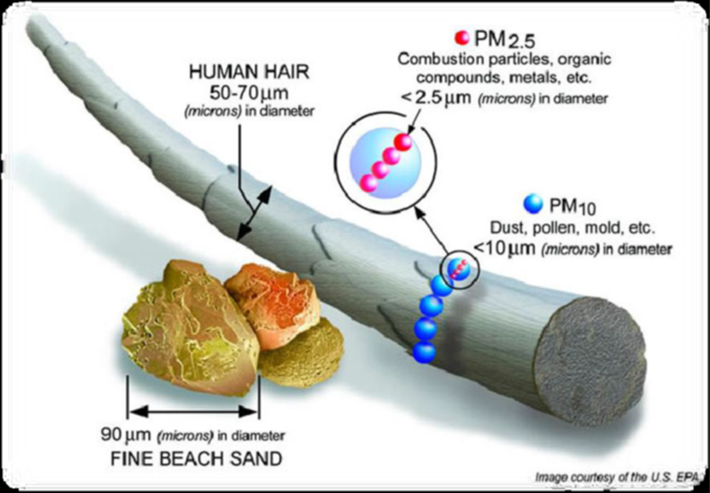 HUMAN HAIR
50-70µm
(microns) in diameter
PM2.5
Combustion particles, organic
compounds, metals, etc.
<2.5µm (microns) in diameter
PM10
Dust, pollen, mold, etc.
<10µm (microns) in diameter
90 µm (microns) in diameter
FINE BEACH SAND
Image courtesy of the U.S. EPA